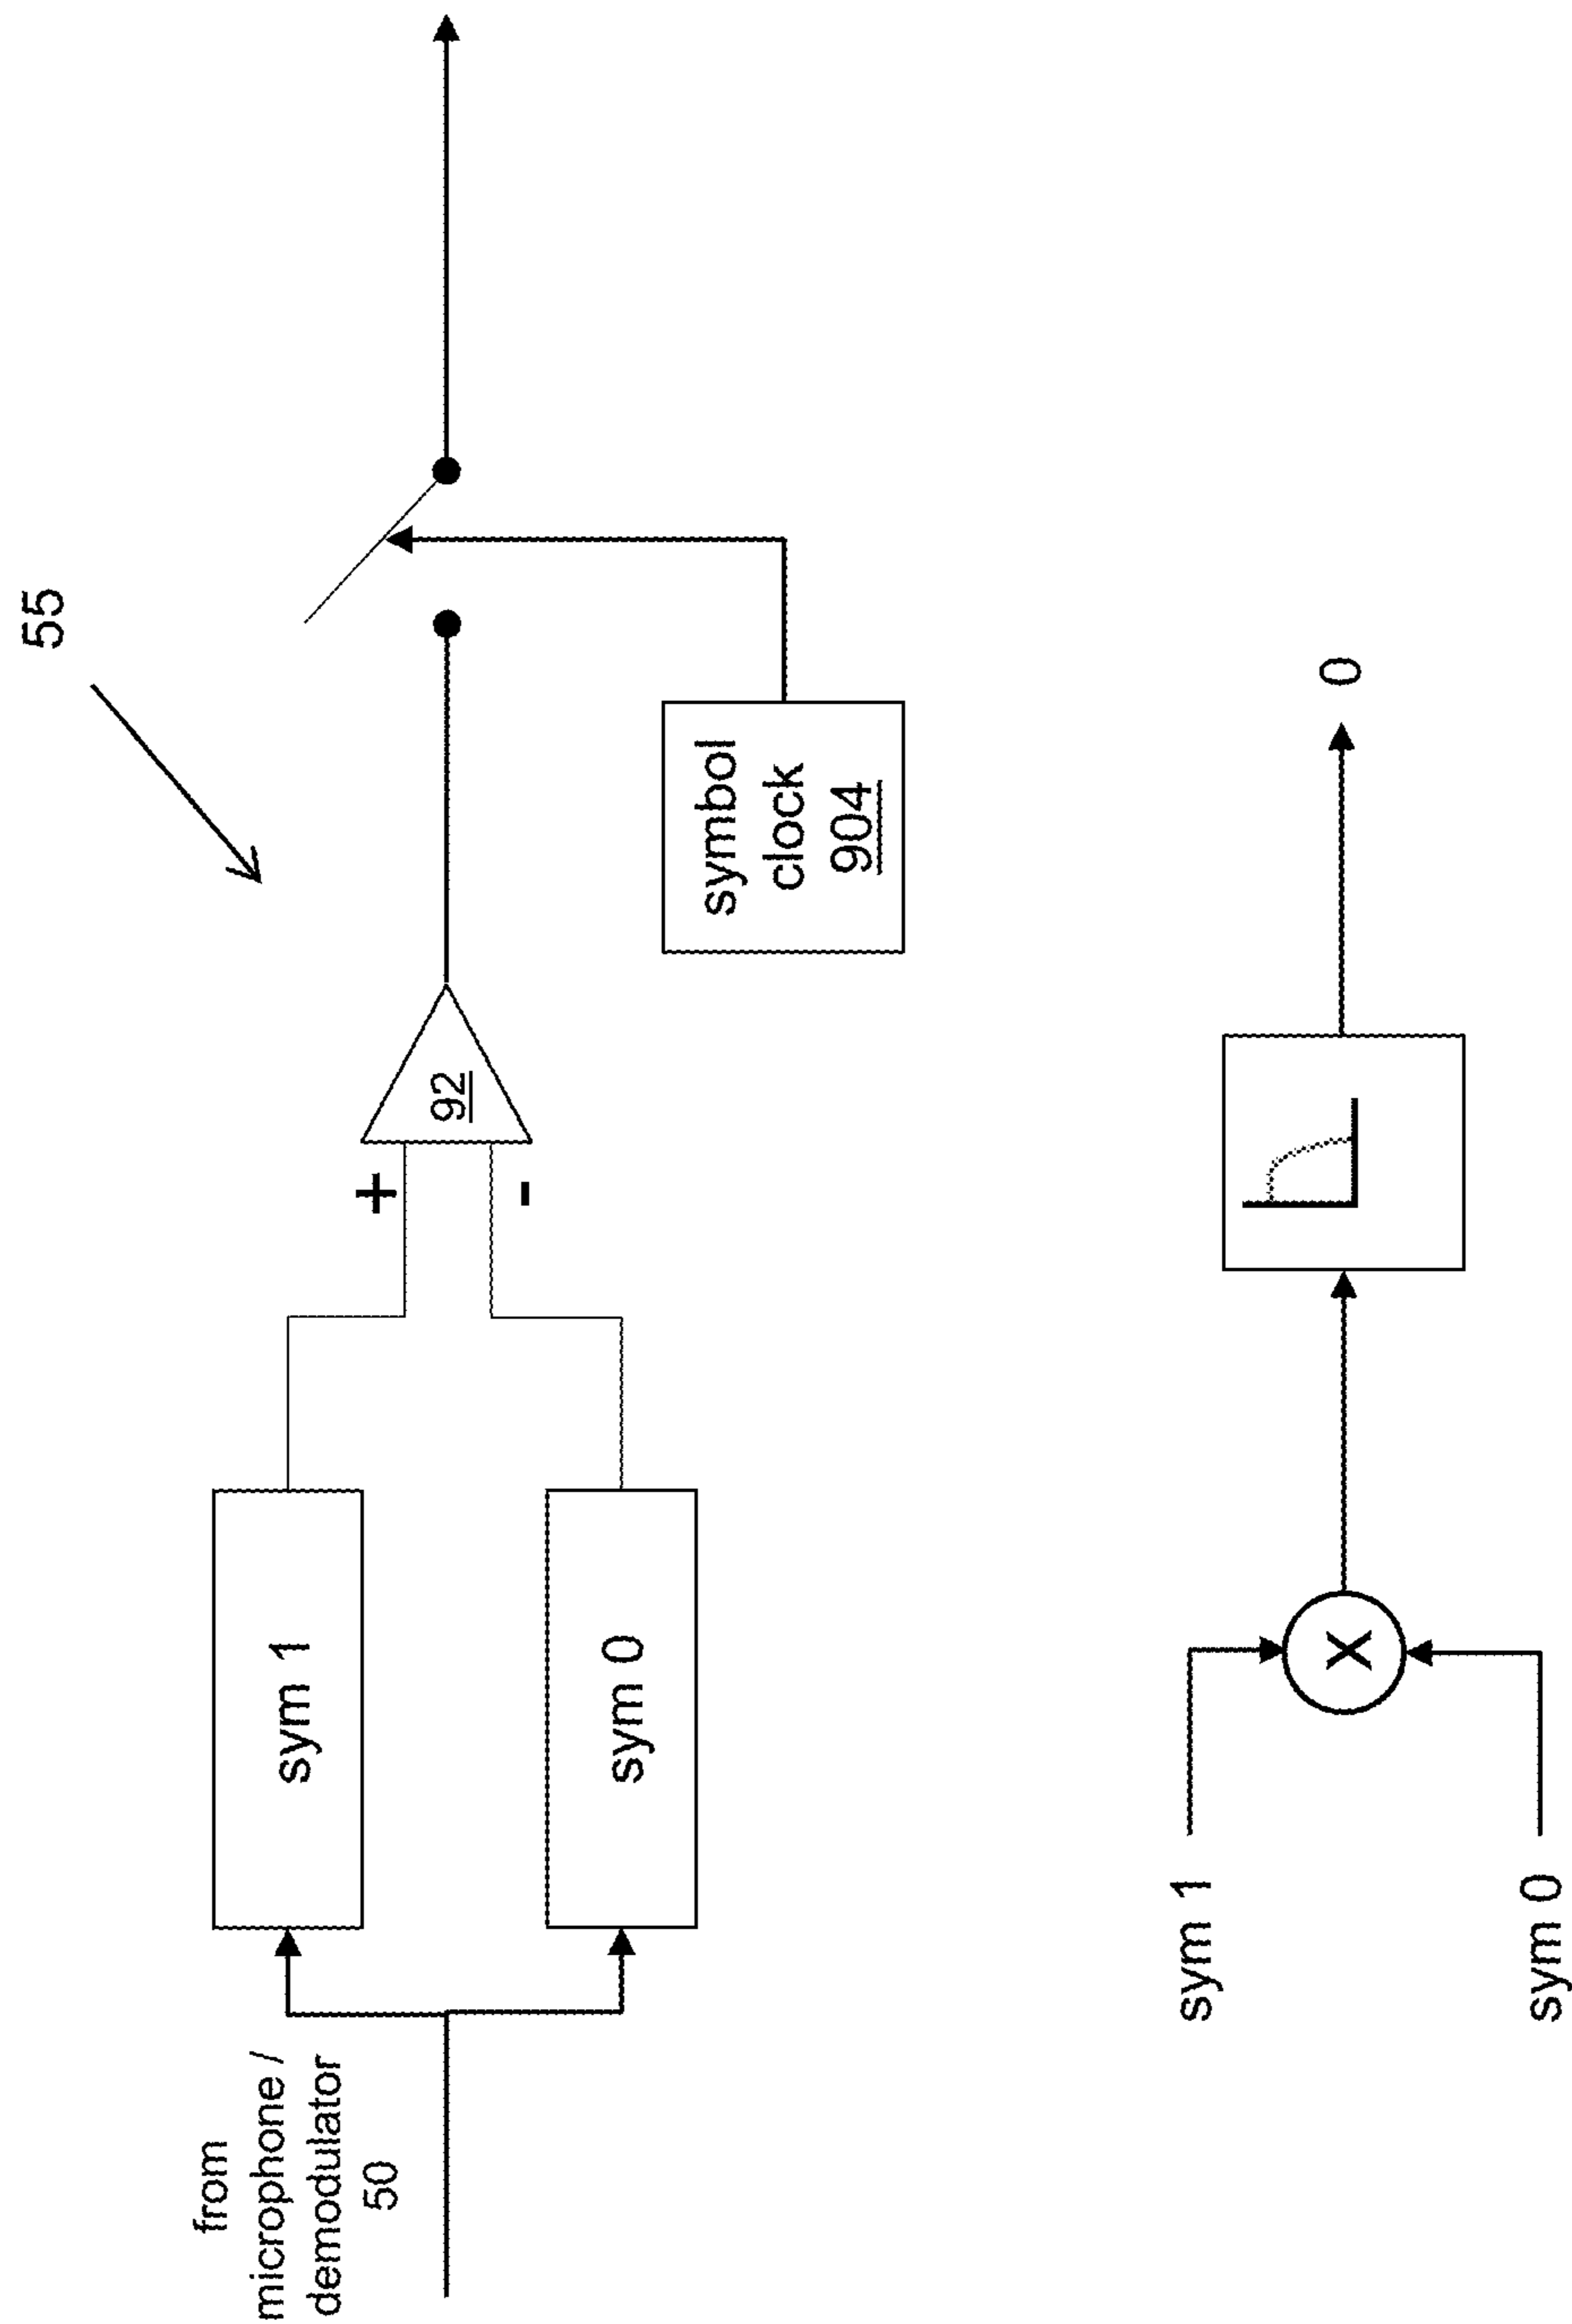 55
from
microphone /
demodulator
50
sym 1
sym 0
+
-
92
symbol
clock
904
sym 1
sym 0
X
0